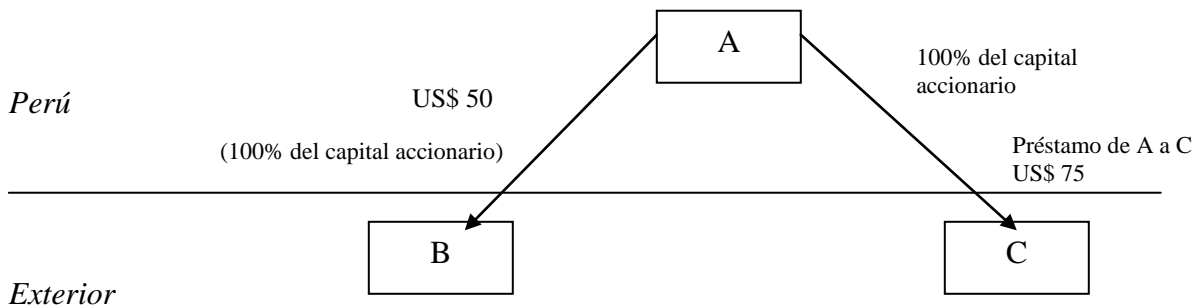 A
100% del capital
accionario
Perú
US$ 50
(100% del capital accionario)
Préstamo de A a C
US$ 75
B
C
Exterior